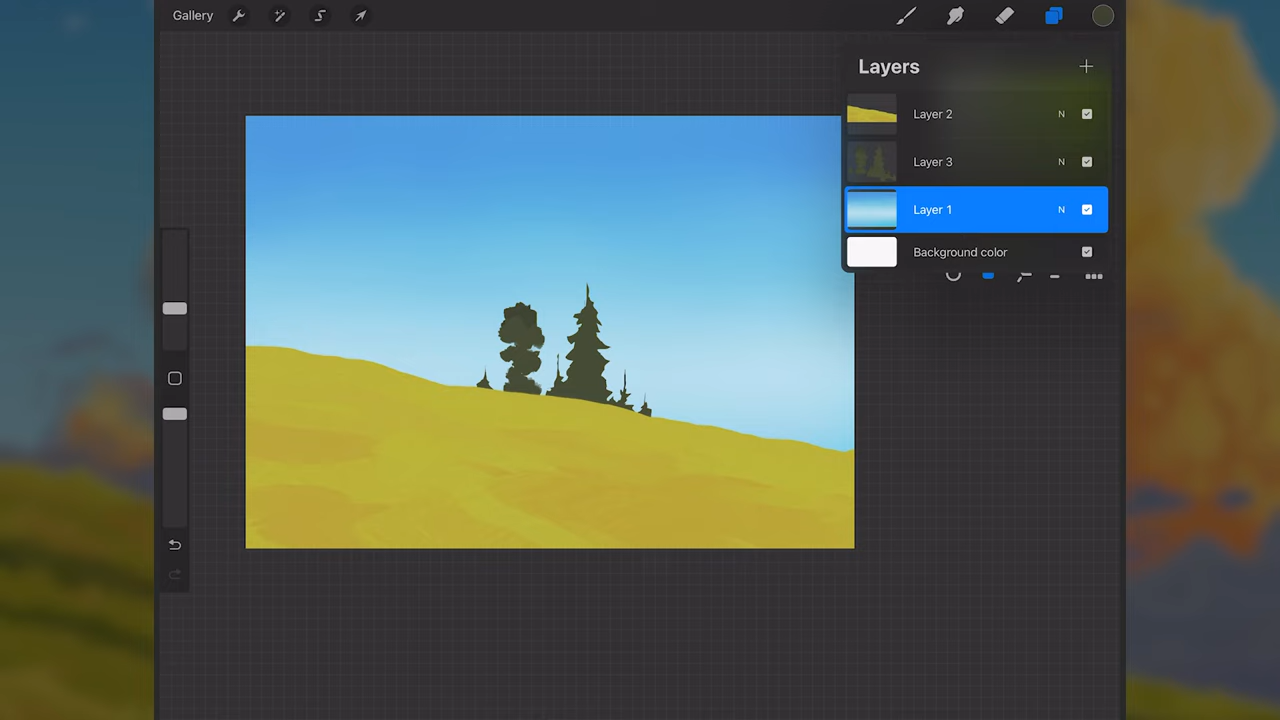 Gallery
Layers
Layer 2 N
Layer 3 N
Layer 1 N
Background color